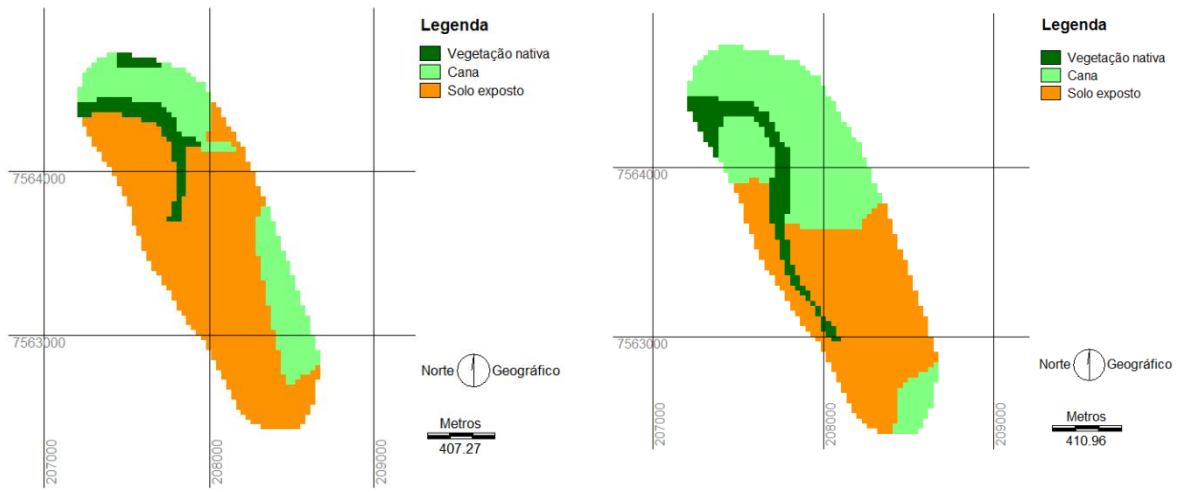 Legenda
Vegetação nativa
Cana
Solo exposto
7564000
7563000
Norte Geográfico
Metros
407.27
207000
208000
209000
Legenda
Vegetação nativa
Cana
Solo exposto
7564000
7563000
Norte Geográfico
Metros
410.96
207000
208000
209000